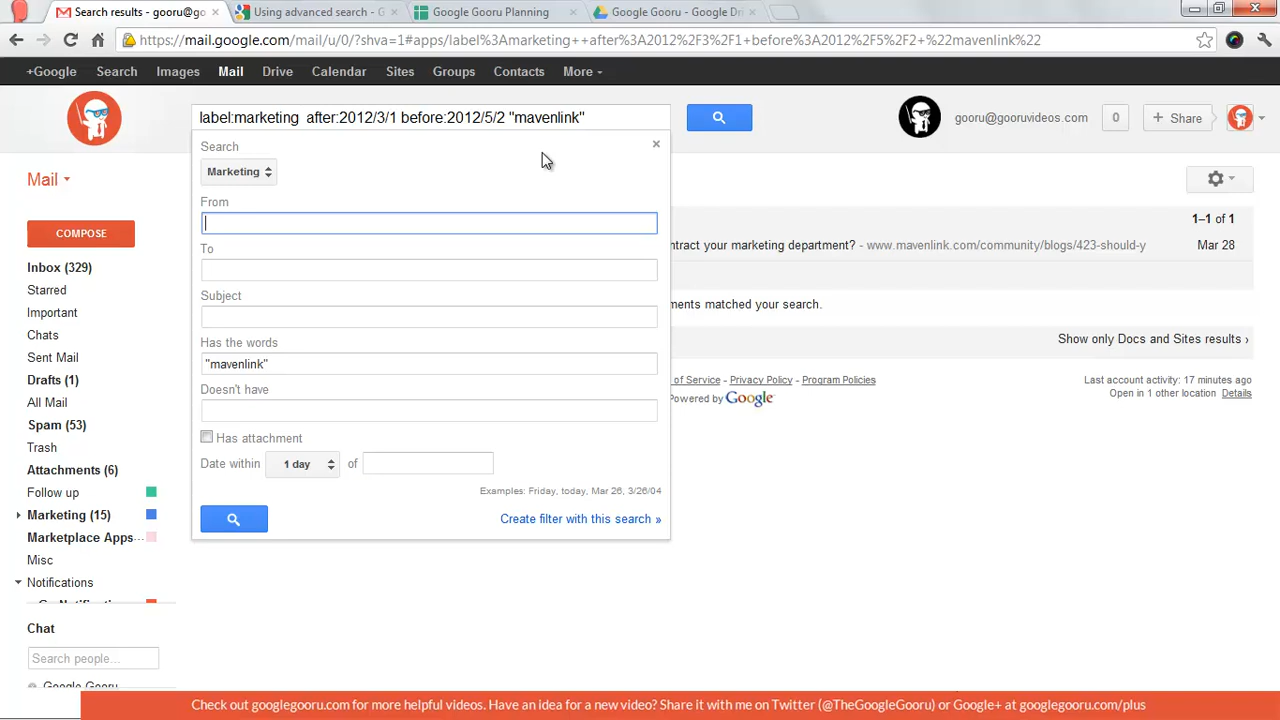 Search results - gooru@go
Using advanced search - G
Google Gooru Planning
Google Gooru - Google Dri
https://mail.google.com/mail/u/0/?shva=1#apps/label%3Amarketing++after%3A2012%2F3%2F1+before%3A2012%2F5%2F2+%22mavenlink%22
+Google Search Images Mail Drive Calendar Sites Groups Contacts More
label:marketing after:2012/3/1 before:2012/5/2 "mavenlink"
gooru@gooruvideos.com 0 + Share
Mail
Search
Marketing
From
To
Subject
Has the words
"mavenlink"
Doesn't have
Has attachment
Date within 1 day of
Examples: Friday, today, Mar 26, 3/26/04
Create filter with this search »
1–1 of 1
ntract your marketing department? - www.mavenlink.com/community/blogs/423-should-y Mar 28
ments matched your search.
Show only Docs and Sites results ›
of Service - Privacy Policy - Program Policies
Powered by Google
Last account activity: 17 minutes ago
Open in 1 other location Details
COMPOSE
Inbox (329)
Starred
Important
Chats
Sent Mail
Drafts (1)
All Mail
Spam (53)
Trash
Attachments (6)
Follow up
Marketing (15)
Marketplace Apps...
Misc
Notifications
Chat
Search people...
Google Gooru
Check out googlegooru.com for more helpful videos. Have an idea for a new video? Share it with me on Twitter (@TheGoogleGooru) or Google+ at googlegooru.com/plus